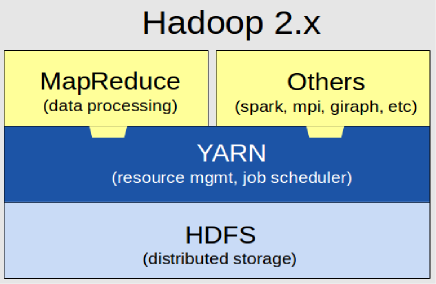 Hadoop 2.x
MapReduce
(data processing)
Others
(spark, mpi, giraph, etc)
YARN
(resource mgmt, job scheduler)
HDFS
(distributed storage)